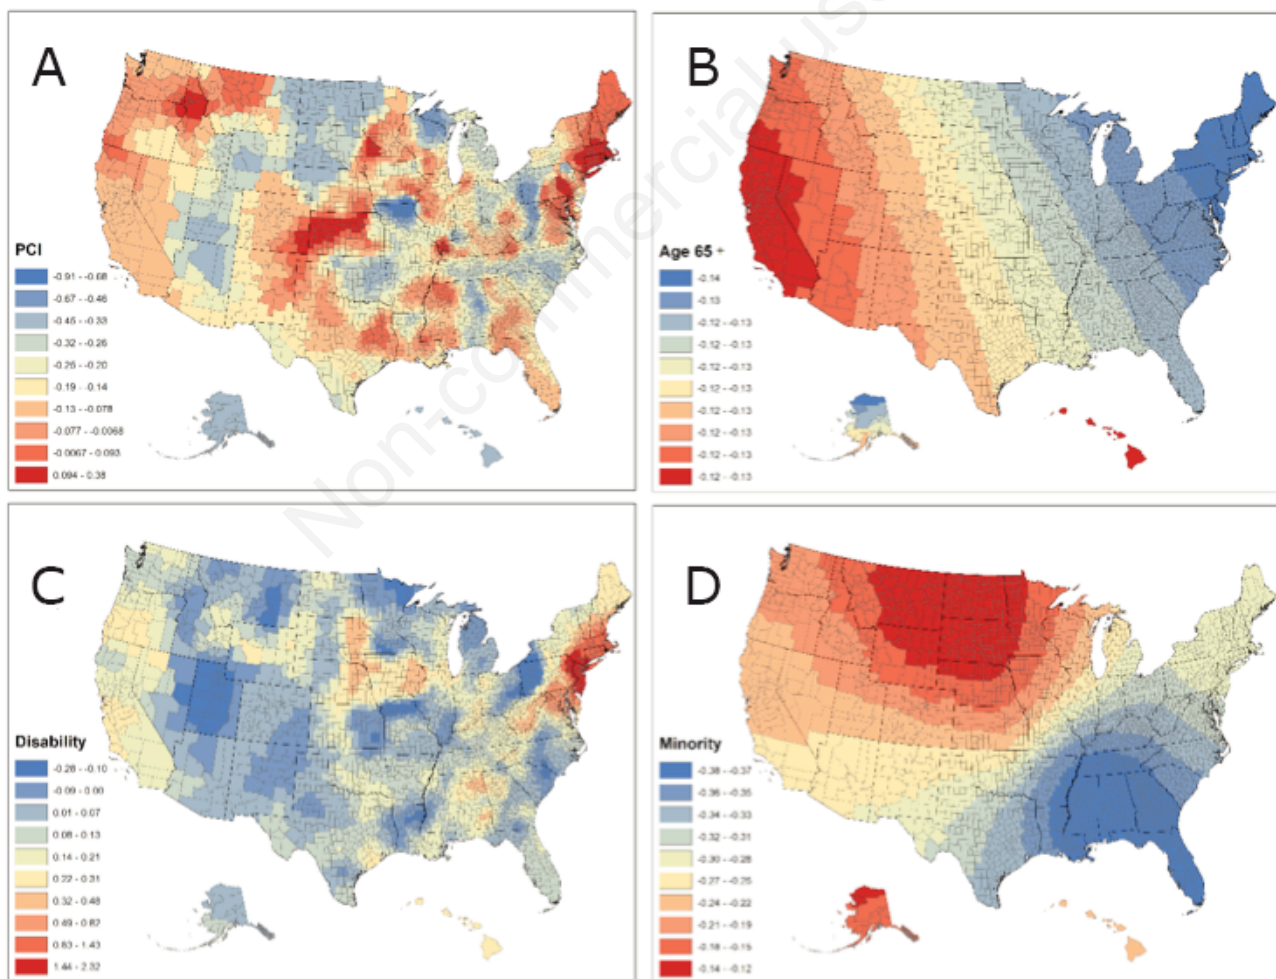 A
PCI
-0.91 - -0.68
-0.67 - -0.46
-0.45 - -0.33
-0.32 - -0.26
-0.25 - -0.20
-0.19 - -0.14
-0.13 - -0.078
-0.077 - -0.0068
-0.0067 - -0.093
0.094 - 0.38
B
Age 65 +
-0.14
-0.13
-0.12 - -0.13
-0.12 - -0.13
-0.12 - -0.13
-0.12 - -0.13
-0.12 - -0.13
-0.12 - -0.13
-0.12 - -0.13
-0.12 - -0.13
C
Disability
-0.28 - -0.10
-0.09 - 0.00
0.01 - 0.07
0.08 - 0.13
0.14 - 0.21
0.22 - 0.31
0.32 - 0.48
0.49 - 0.82
0.83 - 1.43
1.44 - 2.32
D
Minority
-0.38 - -0.37
-0.36 - -0.35
-0.34 - -0.33
-0.32 - -0.31
-0.30 - -0.28
-0.27 - -0.25
-0.24 - -0.22
-0.21 - -0.19
-0.18 - -0.15
-0.14 - -0.12
Non-commercial us